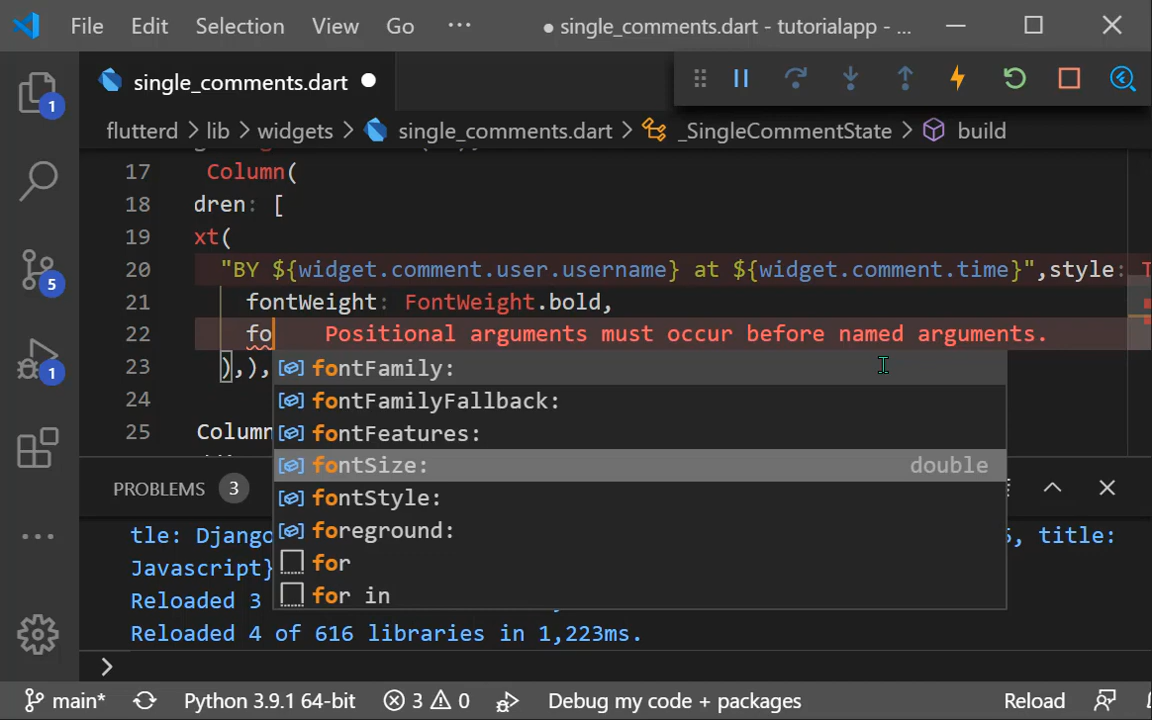 File Edit Selection View Go ··· ● single_comments.dart - tutorialapp - ...
single_comments.dart ●
1
flutterd > lib > widgets > single_comments.dart > _SingleCommentState > build
17 Column(
18 dren: [
19 xt(
20 "BY ${widget.comment.user.username} at ${widget.comment.time}",style: T
21 fontWeight: FontWeight.bold,
22 fo Positional arguments must occur before named arguments.
23 ),),
24
25 Column
5
1
fontFamily:
fontFamilyFallback:
fontFeatures:
fontSize: double
fontStyle:
foreground:
for
for in
PROBLEMS 3
tle: Django
, title:
Javascript}
Reloaded 3
Reloaded 4 of 616 libraries in 1,223ms.
>
main* Python 3.9.1 64-bit 3 0 Debug my code + packages Reload